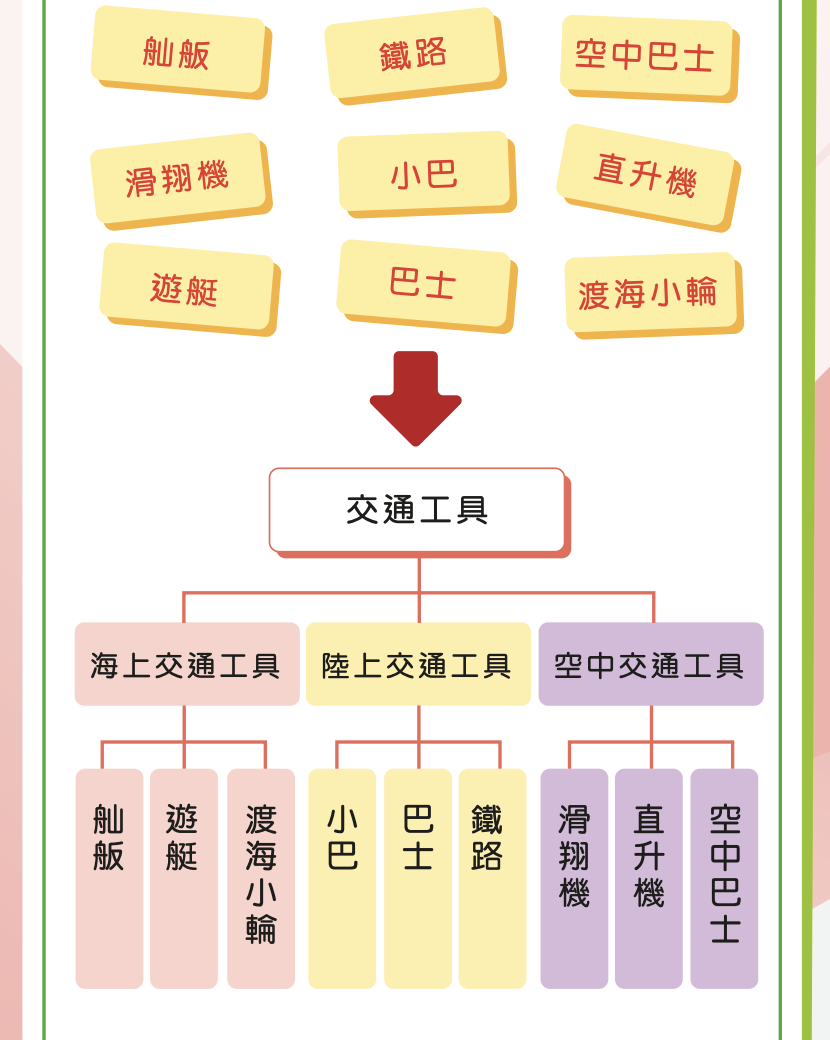 舢舨
鐵路
空中巴士
滑翔機
小巴
直升機
遊艇
巴士
渡海小輪
交通工具
海上交通工具
陸上交通工具
空中交通工具
舢舨
遊艇
渡海小輪
小巴
巴士
鐵路
滑翔機
直升機
空中巴士